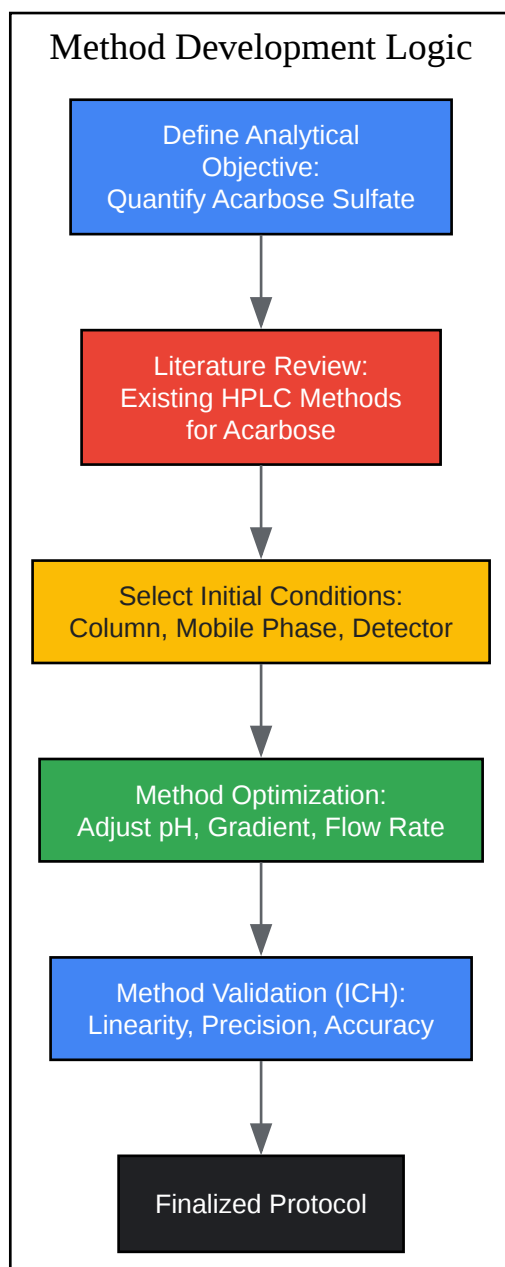 Method Development Logic
Define Analytical
Objective:
Quantify Acarbose Sulfate
Literature Review:
Existing HPLC Methods
for Acarbose
Select Initial Conditions:
Column, Mobile Phase, Detector
Method Optimization:
Adjust pH, Gradient, Flow Rate
Method Validation (ICH):
Linearity, Precision, Accuracy
Finalized Protocol